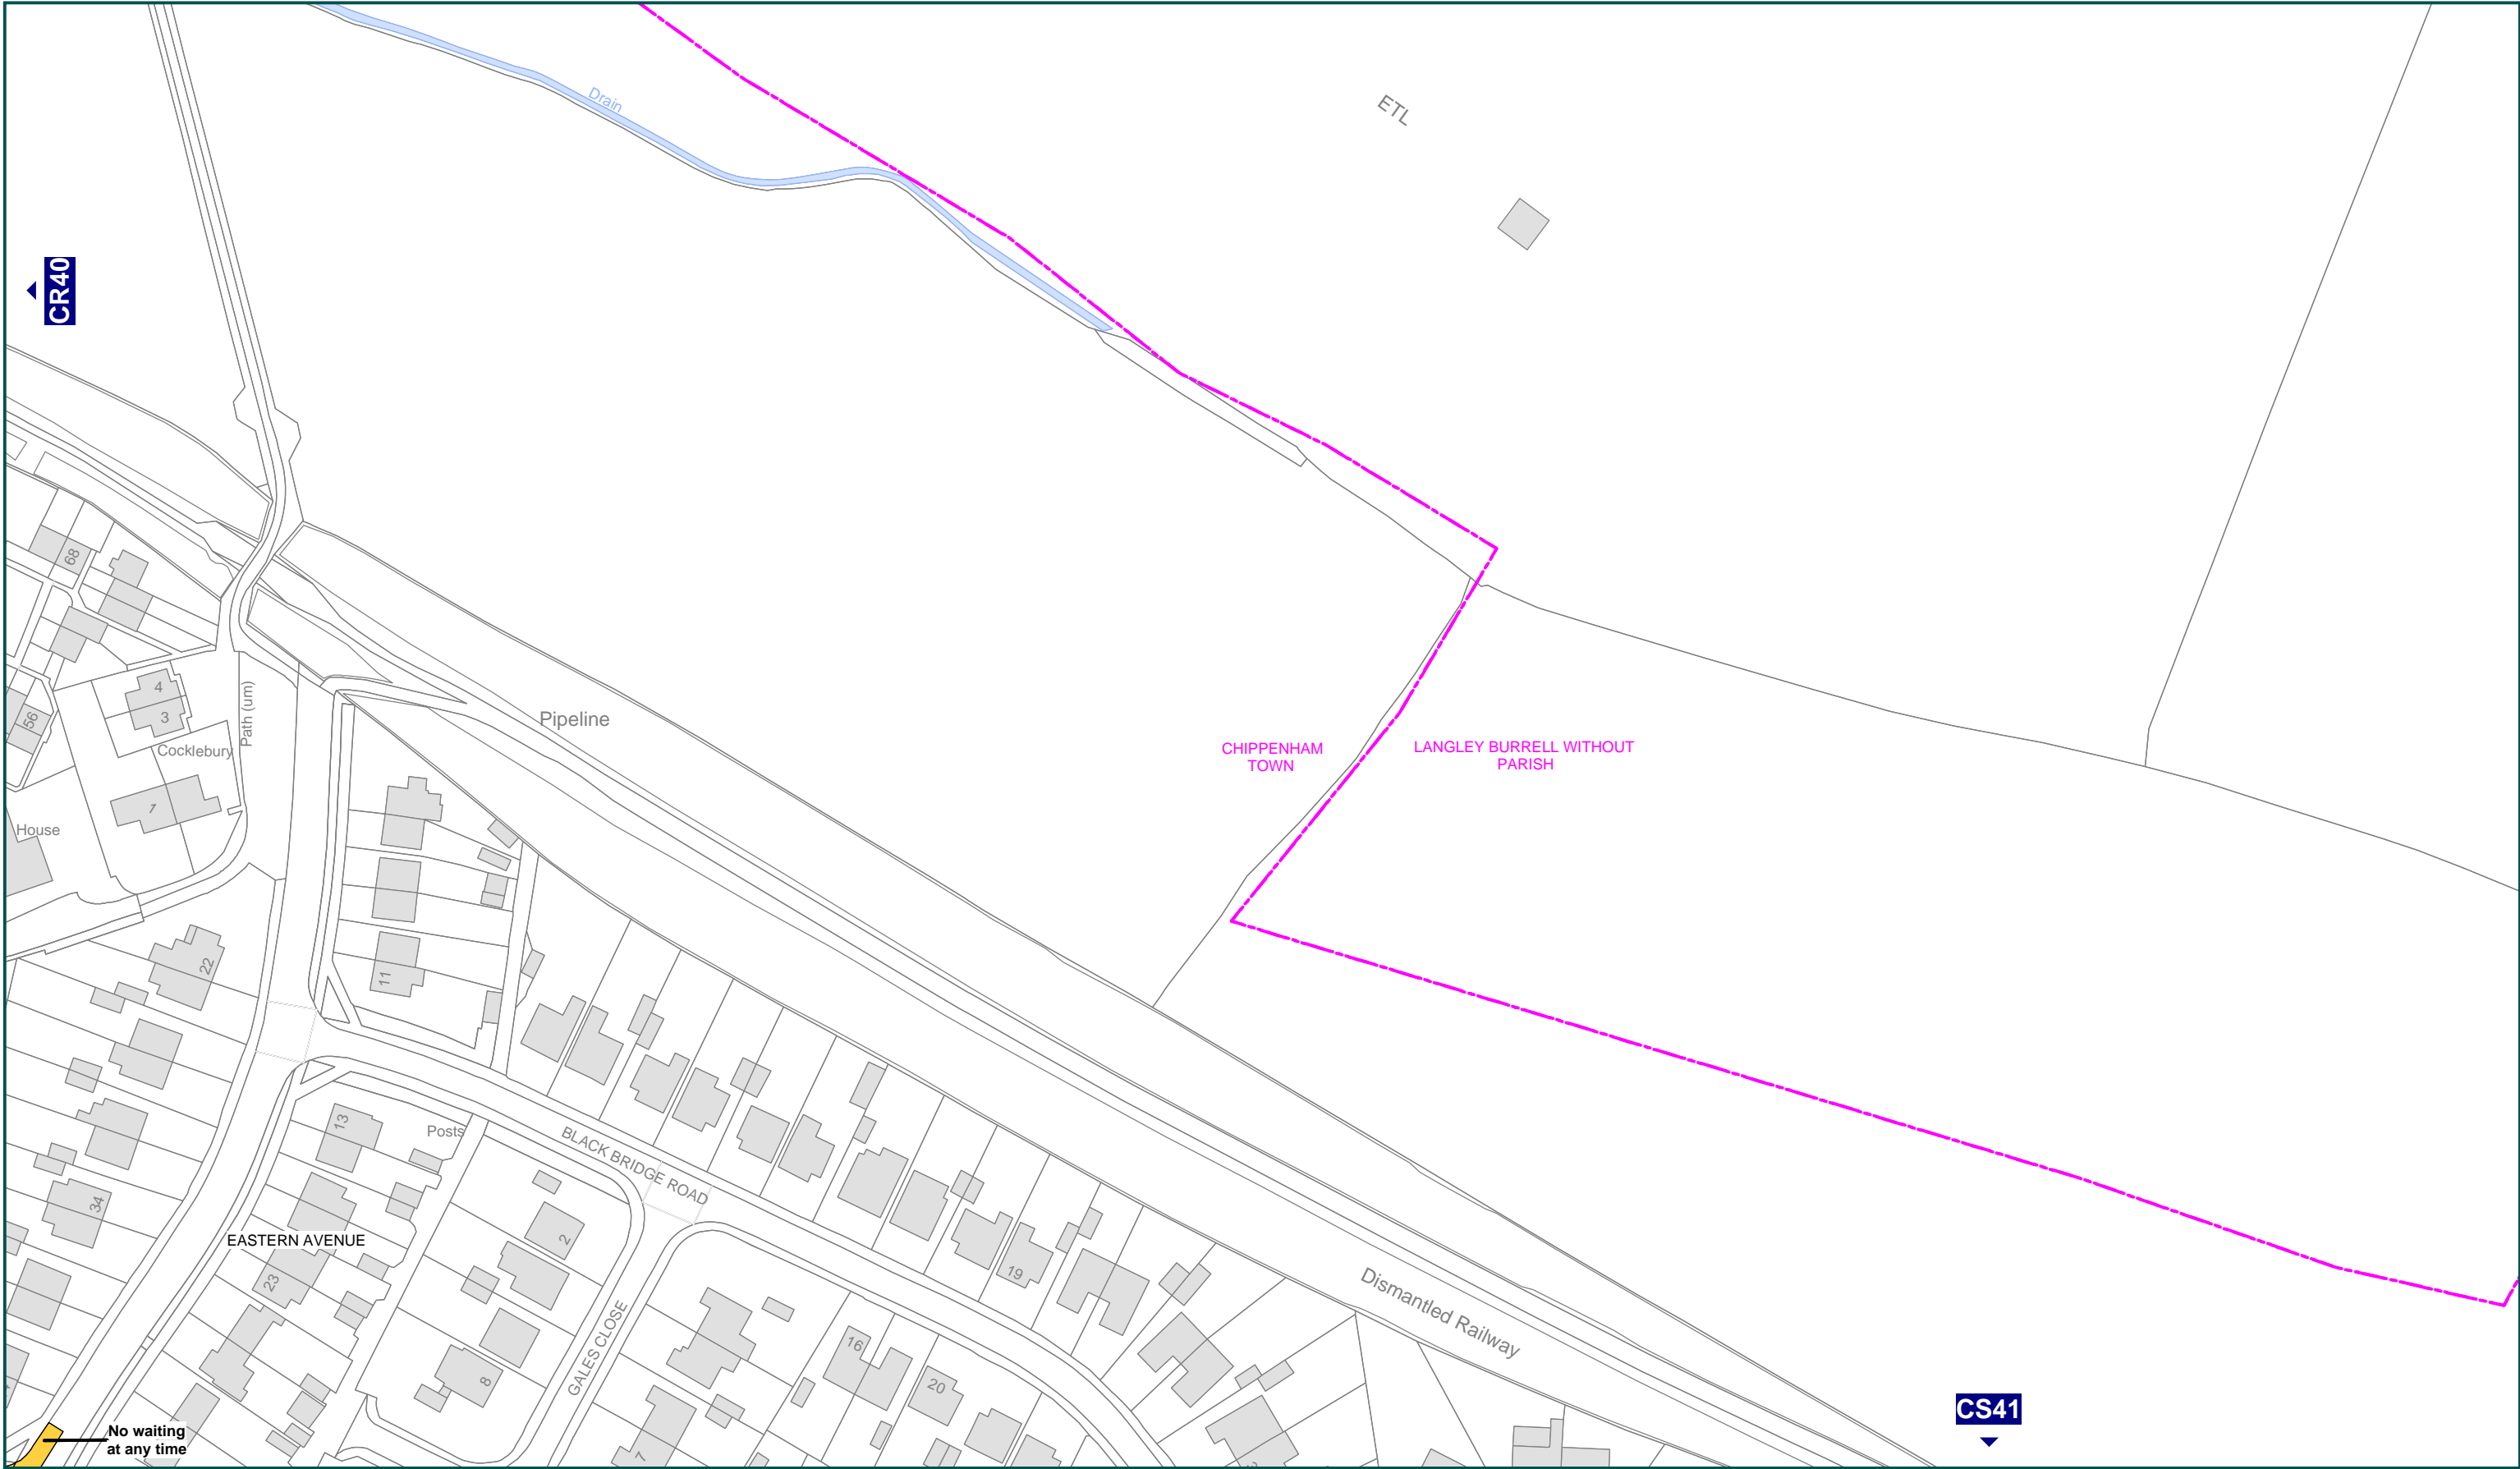 Drain
ETL
CR40
68
4
3
56
Path (um)
Cocklebury
Pipeline
CHIPPENHAM
TOWN
LANGLEY BURRELL WITHOUT
PARISH
1
House
22
11
13
Posts
BLACK BRIDGE ROAD
34
2
EASTERN AVENUE
23
19
Dismantled Railway
GALES CLOSE
16
20
8
CS41
No waiting
at any time
7